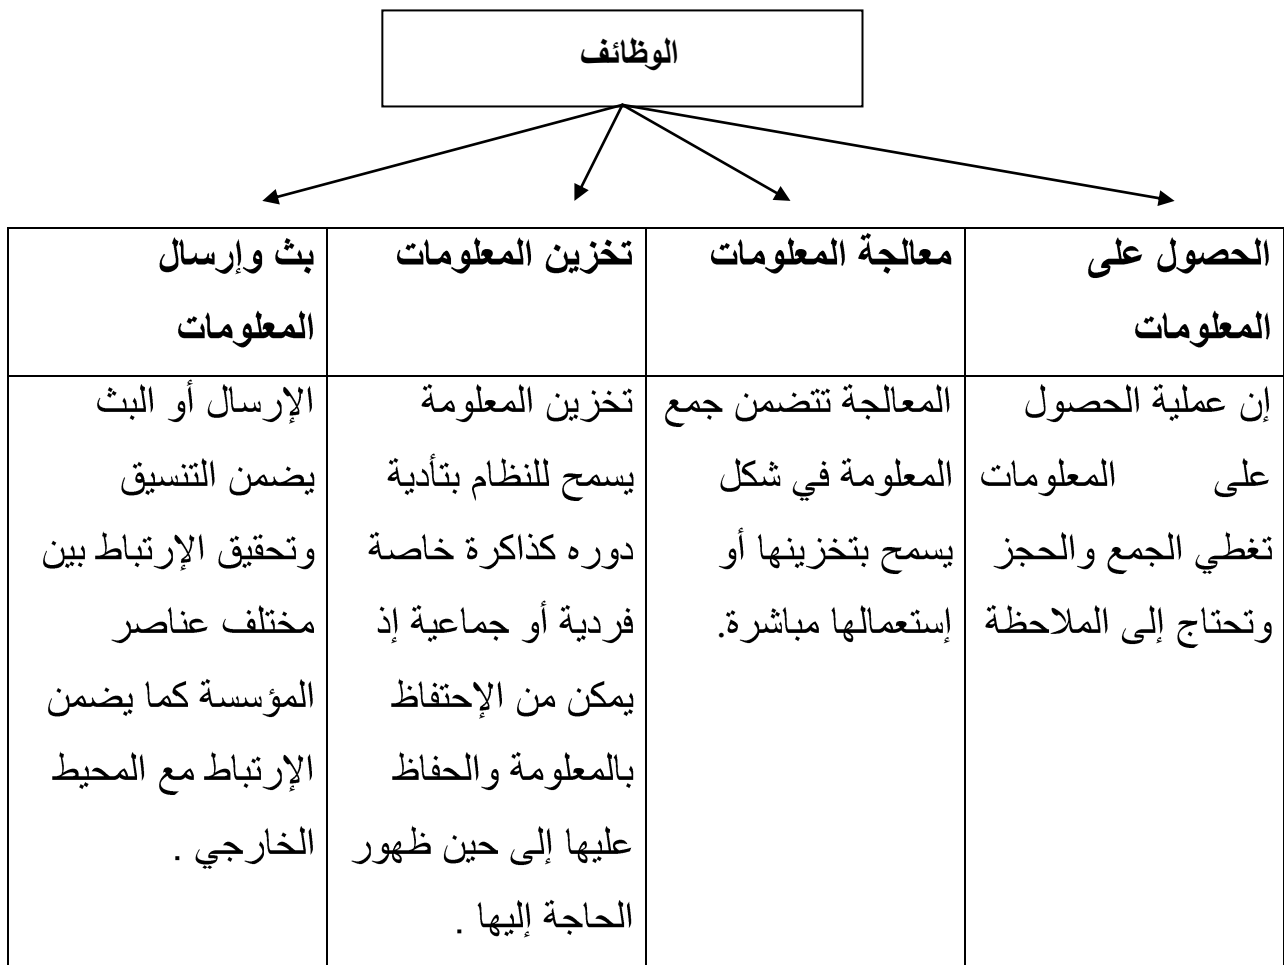 الوظائف
الحصول على
المعلومات
معالجة المعلومات
تخزين المعلومات
بث وإرسال
المعلومات
إن عملية الحصول
على المعلومات
تغطي الجمع والحجز
وتحتاج إلى الملاحظة
المعالجة تتضمن جمع
المعلومة في شكل
يسمح بتخزينها أو
إستعمالها مباشرة.
تخزين المعلومة
يسمح للنظام بتأدية
دوره كذاكرة خاصة
فردية أو جماعية إذ
يمكن من الإحتفاظ
بالمعلومة والحفاظ
عليها إلى حين ظهور
الحاجة إليها .
الإرسال أو البث
يضمن التنسيق
وتحقيق الإرتباط بين
مختلف عناصر
المؤسسة كما يضمن
الإرتباط مع المحيط
الخارجي .